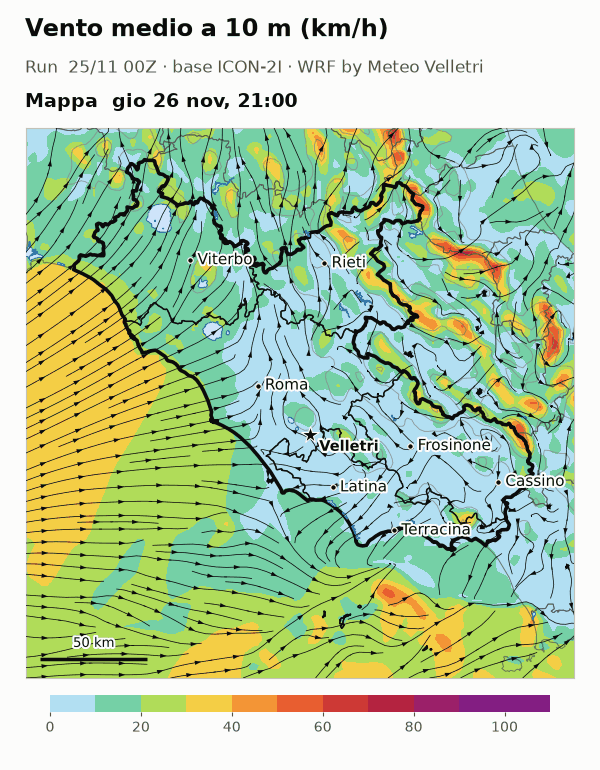 Vento medio a 10 m (km/h)
Run  25/11 00Z · base ICON-2I · WRF by Meteo Velletri
Mappa  gio 26 nov, 21:00
Viterbo
Rieti
Roma
Velletri
Frosinone
Cassino
Latina
Terracina
50 km
0 20 40 60 80 100